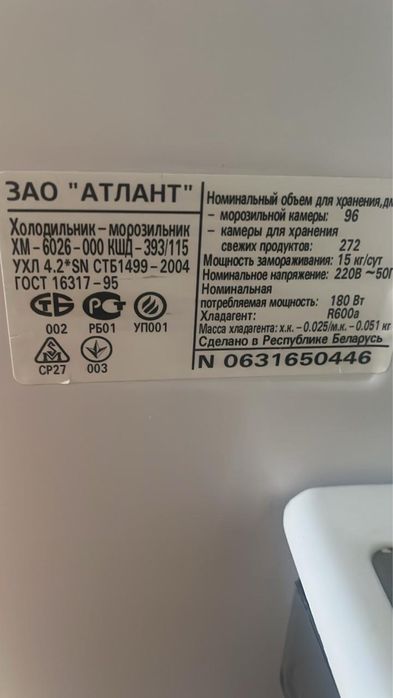 ЗАО "АТЛАНТ"
Холодильник – морозильник
ХМ – 6026 – 000 КШД – 393/115
УХЛ 4.2*SN СТБ1499 – 2004
ГОСТ 16317 – 95
002 РБ01 УП001
СР27 003
Номинальный объем для хранения,
– морозильной камеры: 96
– камеры для хранения
свежих продуктов: 272
Мощность замораживания: 15 кг/сут
Номинальное напряжение: 220В ~50Г
Номинальная
потребляемая мощность: 180 Вт
Хладагент: R600a
Масса хладагента: х.к. – 0.025/м.к. – 0.051 кг
Сделано в Республике Беларусь
N 0631650446